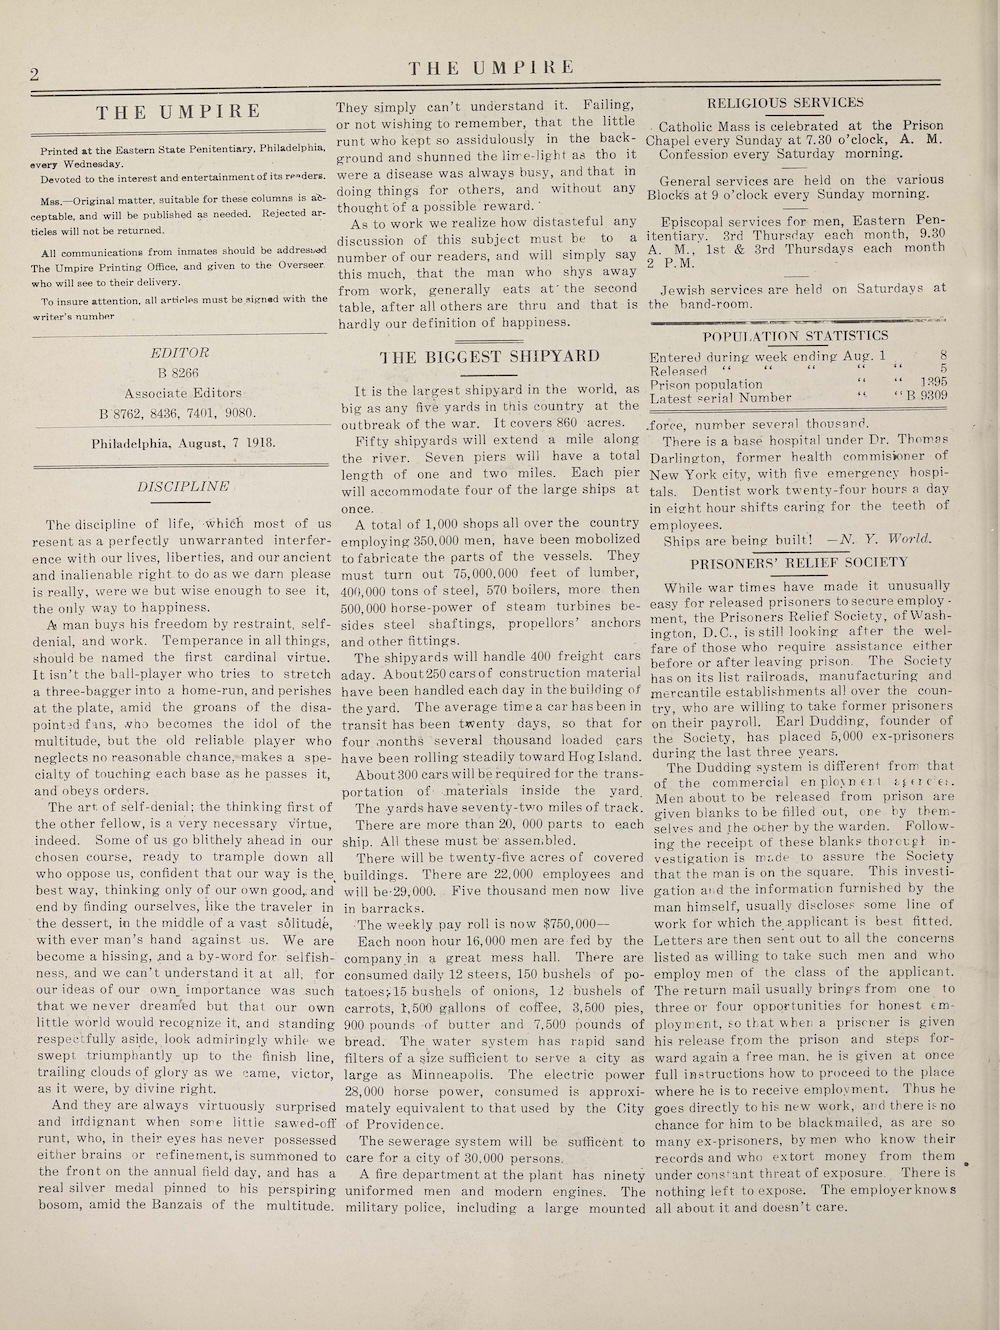 2
THE UMPIRE
THE UMPIRE
Printed at the Eastern State Penitentiary, Philadelphia,
every Wednesday.
Devoted to the interest and entertainment of its readers.
Mss.—Original matter, suitable for these columns is ac-
ceptable, and will be published as needed. Rejected ar-
ticles will not be returned.
All communications from inmates should be addressed
The Umpire Printing Office, and given to the Overseer
who will see to their delivery.
To insure attention, all articles must be signed with the
writer's number
EDITOR
B 8266
Associate Editors
B 8762, 8436, 7401, 9080.
Philadelphia, August, 7 1918.
DISCIPLINE
The discipline of life, which most of us
resent as a perfectly unwarranted interfer-
ence with our lives, liberties, and our ancient
and inalienable right to do as we darn please
is really, were we but wise enough to see it,
the only way to happiness.
A man buys his freedom by restraint, self-
denial, and work. Temperance in all things,
should be named the first cardinal virtue.
It isn't the ball-player who tries to stretch
a three-bagger into a home-run, and perishes
at the plate, amid the groans of the disa-
pointed fans, who becomes the idol of the
multitude, but the old reliable player who
neglects no reasonable chance, makes a spe-
cialty of touching each base as he passes it,
and obeys orders.
The art of self-denial; the thinking first of
the other fellow, is a very necessary virtue,
indeed. Some of us go blithely ahead in our
chosen course, ready to trample down all
who oppose us, confident that our way is the
best way, thinking only of our own good, and
end by finding ourselves, like the traveler in
the dessert, in the middle of a vast solitude,
with ever man's hand against us. We are
become a hissing, and a by-word for selfish-
ness, and we can't understand it at all, for
our ideas of our own importance was such
that we never dreamed but that our own
little world would recognize it, and standing
respectfully aside, look admiringly while we
swept triumphantly up to the finish line,
trailing clouds of glory as we came, victor,
as it were, by divine right.
And they are always virtuously surprised
and indignant when some little sawed-off
runt, who, in their eyes has never possessed
either brains or refinement, is summoned to
the front on the annual field day, and has a
real silver medal pinned to his perspiring
bosom, amid the Banzais of the multitude.
They simply can't understand it. Failing,
or not wishing to remember, that the little
runt who kept so assidulously in the back-
ground and shunned the lime-light as tho it
were a disease was always busy, and that in
doing things for others, and without any
thought of a possible reward.
As to work we realize how distasteful any
discussion of this subject must be to a
number of our readers, and will simply say
this much, that the man who shys away
from work, generally eats at the second
table, after all others are thru and that is
hardly our definition of happiness.
THE BIGGEST SHIPYARD
It is the largest shipyard in the world, as
big as any five yards in this country at the
outbreak of the war. It covers 860 acres.
Fifty shipyards will extend a mile along
the river. Seven piers will have a total
length of one and two miles. Each pier
will accommodate four of the large ships at
once.
A total of 1,000 shops all over the country
employing 350,000 men, have been mobolized
to fabricate the parts of the vessels. They
must turn out 75,000,000 feet of lumber,
400,000 tons of steel, 570 boilers, more then
500,000 horse-power of steam turbines be-
sides steel shaftings, propellors' anchors
and other fittings.
The shipyards will handle 400 freight cars
aday. About 250 cars of construction material
have been handled each day in the building of
the yard. The average time a car has been in
transit has been twenty days, so that for
four months several thousand loaded cars
have been rolling steadily toward Hog Island.
About 300 cars will be required for the trans-
portation of materials inside the yard.
The yards have seventy-two miles of track.
There are more than 20, 000 parts to each
ship. All these must be assembled.
There will be twenty-five acres of covered
buildings. There are 22,000 employees and
will be 29,000. Five thousand men now live
in barracks.
The weekly pay roll is now $750,000—
Each noon hour 16,000 men are fed by the
company in a great mess hall. There are
consumed daily 12 steers, 150 bushels of po-
tatoes, 15 bushels of onions, 12 bushels of
carrots, 1,500 gallons of coffee, 3,500 pies,
900 pounds of butter and 7,500 pounds of
bread. The water system has rapid sand
filters of a size sufficient to serve a city as
large as Minneapolis. The electric power
28,000 horse power, consumed is approxi-
mately equivalent to that used by the City
of Providence.
The sewerage system will be sufficent to
care for a city of 30,000 persons.
A fire department at the plant has ninety
uniformed men and modern engines. The
military police, including a large mounted
RELIGIOUS SERVICES
Catholic Mass is celebrated at the Prison
Chapel every Sunday at 7.30 o'clock, A. M.
Confession every Saturday morning.
General services are held on the various
Blocks at 9 o'clock every Sunday morning.
Episcopal services for men, Eastern Pen-
itentiary. 3rd Thursday each month, 9.30
A. M., 1st & 3rd Thursdays each month
2 P.M.
Jewish services are held on Saturdays at
the band-room.
POPULATION STATISTICS
Entered during week ending Aug. 1 8
Released " " " " " 5
Prison population " " 1395
Latest serial Number " " B 9309
force, number several thousand.
There is a base hospital under Dr. Thomas
Darlington, former health commisioner of
New York city, with five emergency hospi-
tals. Dentist work twenty-four hours a day
in eight hour shifts caring for the teeth of
employees.
Ships are being built! —N. Y. World.
PRISONERS' RELIEF SOCIETY
While war times have made it unusually
easy for released prisoners to secure employ-
ment, the Prisoners Relief Society, of Wash-
ington, D.C., is still looking after the wel-
fare of those who require assistance either
before or after leaving prison. The Society
has on its list railroads, manufacturing and
mercantile establishments all over the coun-
try, who are willing to take former prisoners
on their payroll. Earl Dudding, founder of
the Society, has placed 5,000 ex-prisoners
during the last three years.
The Dudding system is different from that
of the commercial employment agencies.
Men about to be released from prison are
given blanks to be filled out, one by them-
selves and the other by the warden. Follow-
ing the receipt of these blanks thorough in-
vestigation is made to assure the Society
that the man is on the square. This investi-
gation and the information furnished by the
man himself, usually discloses some line of
work for which the applicant is best fitted.
Letters are then sent out to all the concerns
listed as willing to take such men and who
employ men of the class of the applicant.
The return mail usually brings from one to
three or four opportunities for honest em-
ployment, so that when a prisoner is given
his release from the prison and steps for-
ward again a free man, he is given at once
full instructions how to proceed to the place
where he is to receive employment. Thus he
goes directly to his new work, and there is no
chance for him to be blackmailed, as are so
many ex-prisoners, by men who know their
records and who extort money from them
under constant threat of exposure. There is
nothing left to expose. The employer knows
all about it and doesn't care.